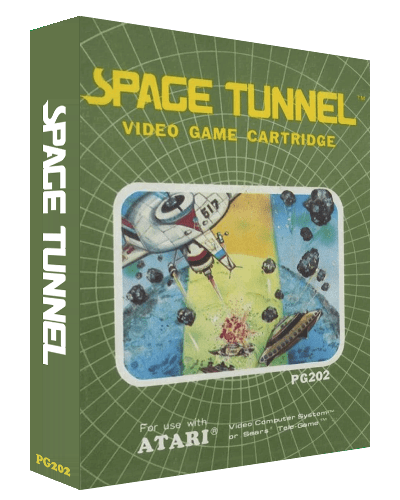 SPACE TUNNEL
PG202
SPACE TUNNEL™
VIDEO GAME CARTRIDGE
617
PG202
For use with
ATARI®
Video Computer System™
or Sears' Tele-Game™